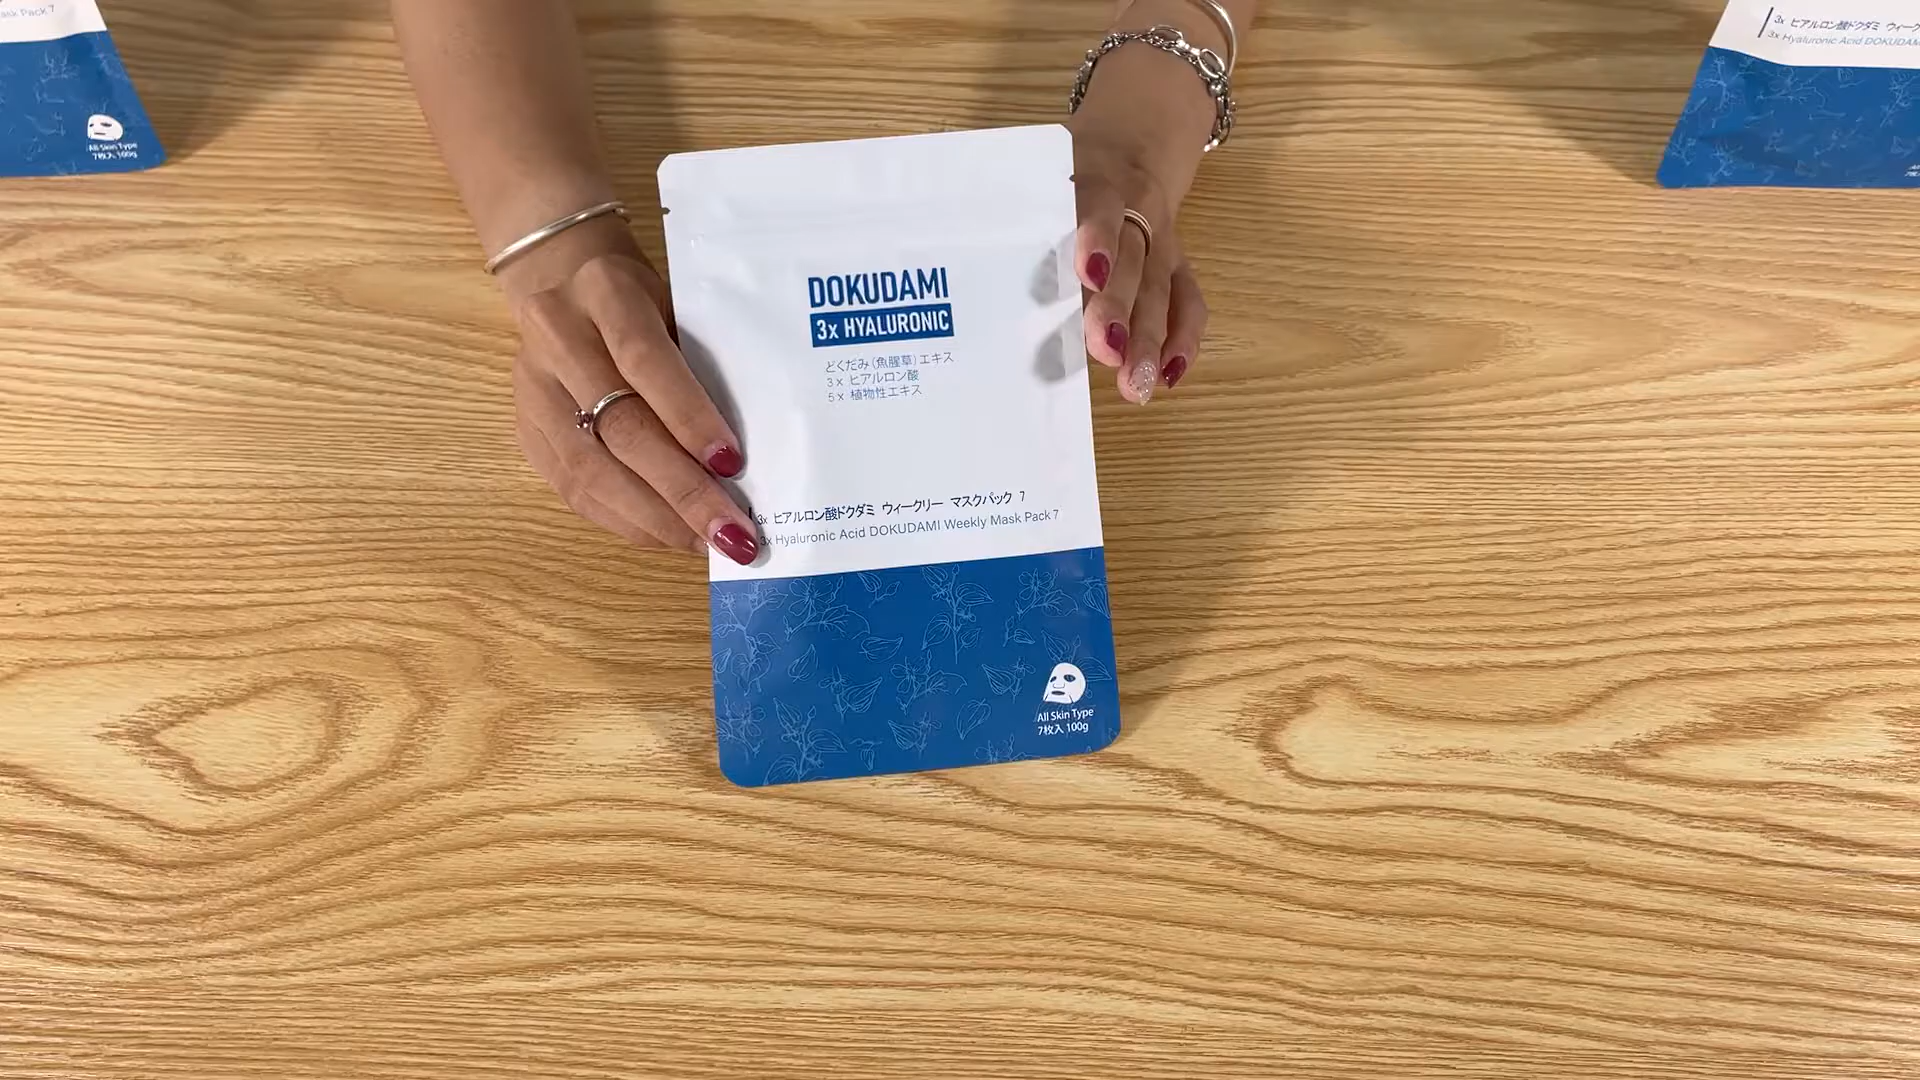 ask Pack 7
All Skin Type
7枚入 100g
DOKUDAMI
3x HYALURONIC
どくだみ（魚腥草）エキス
3× ヒアルロン酸
5× 植物性エキス
3x ヒアルロン酸ドクダミ ウィークリー マスクパック 7
3x Hyaluronic Acid DOKUDAMI Weekly Mask Pack 7
All Skin Type
7枚入 100g
3x ヒアルロン酸ドクダミ ウィーク
3x Hyaluronic Acid DOKUDAM